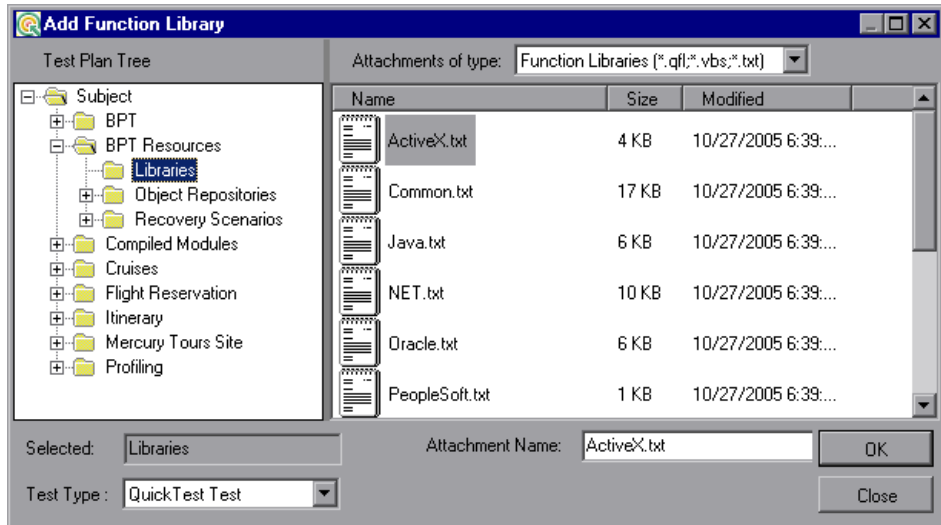 Add Function Library
Test Plan Tree
Attachments of type: Function Libraries (*.qfl;*.vbs;*.txt)
Subject
BPT
BPT Resources
Libraries
Object Repositories
Recovery Scenarios
Compiled Modules
Cruises
Flight Reservation
Itinerary
Mercury Tours Site
Profiling
Name Size Modified
ActiveX.txt 4 KB 10/27/2005 6:39:...
Common.txt 17 KB 10/27/2005 6:39:...
Java.txt 6 KB 10/27/2005 6:39:...
NET.txt 10 KB 10/27/2005 6:39:...
Oracle.txt 6 KB 10/27/2005 6:39:...
PeopleSoft.txt 1 KB 10/27/2005 6:39:...
Selected: Libraries
Attachment Name: ActiveX.txt OK
Test Type : QuickTest Test
Close